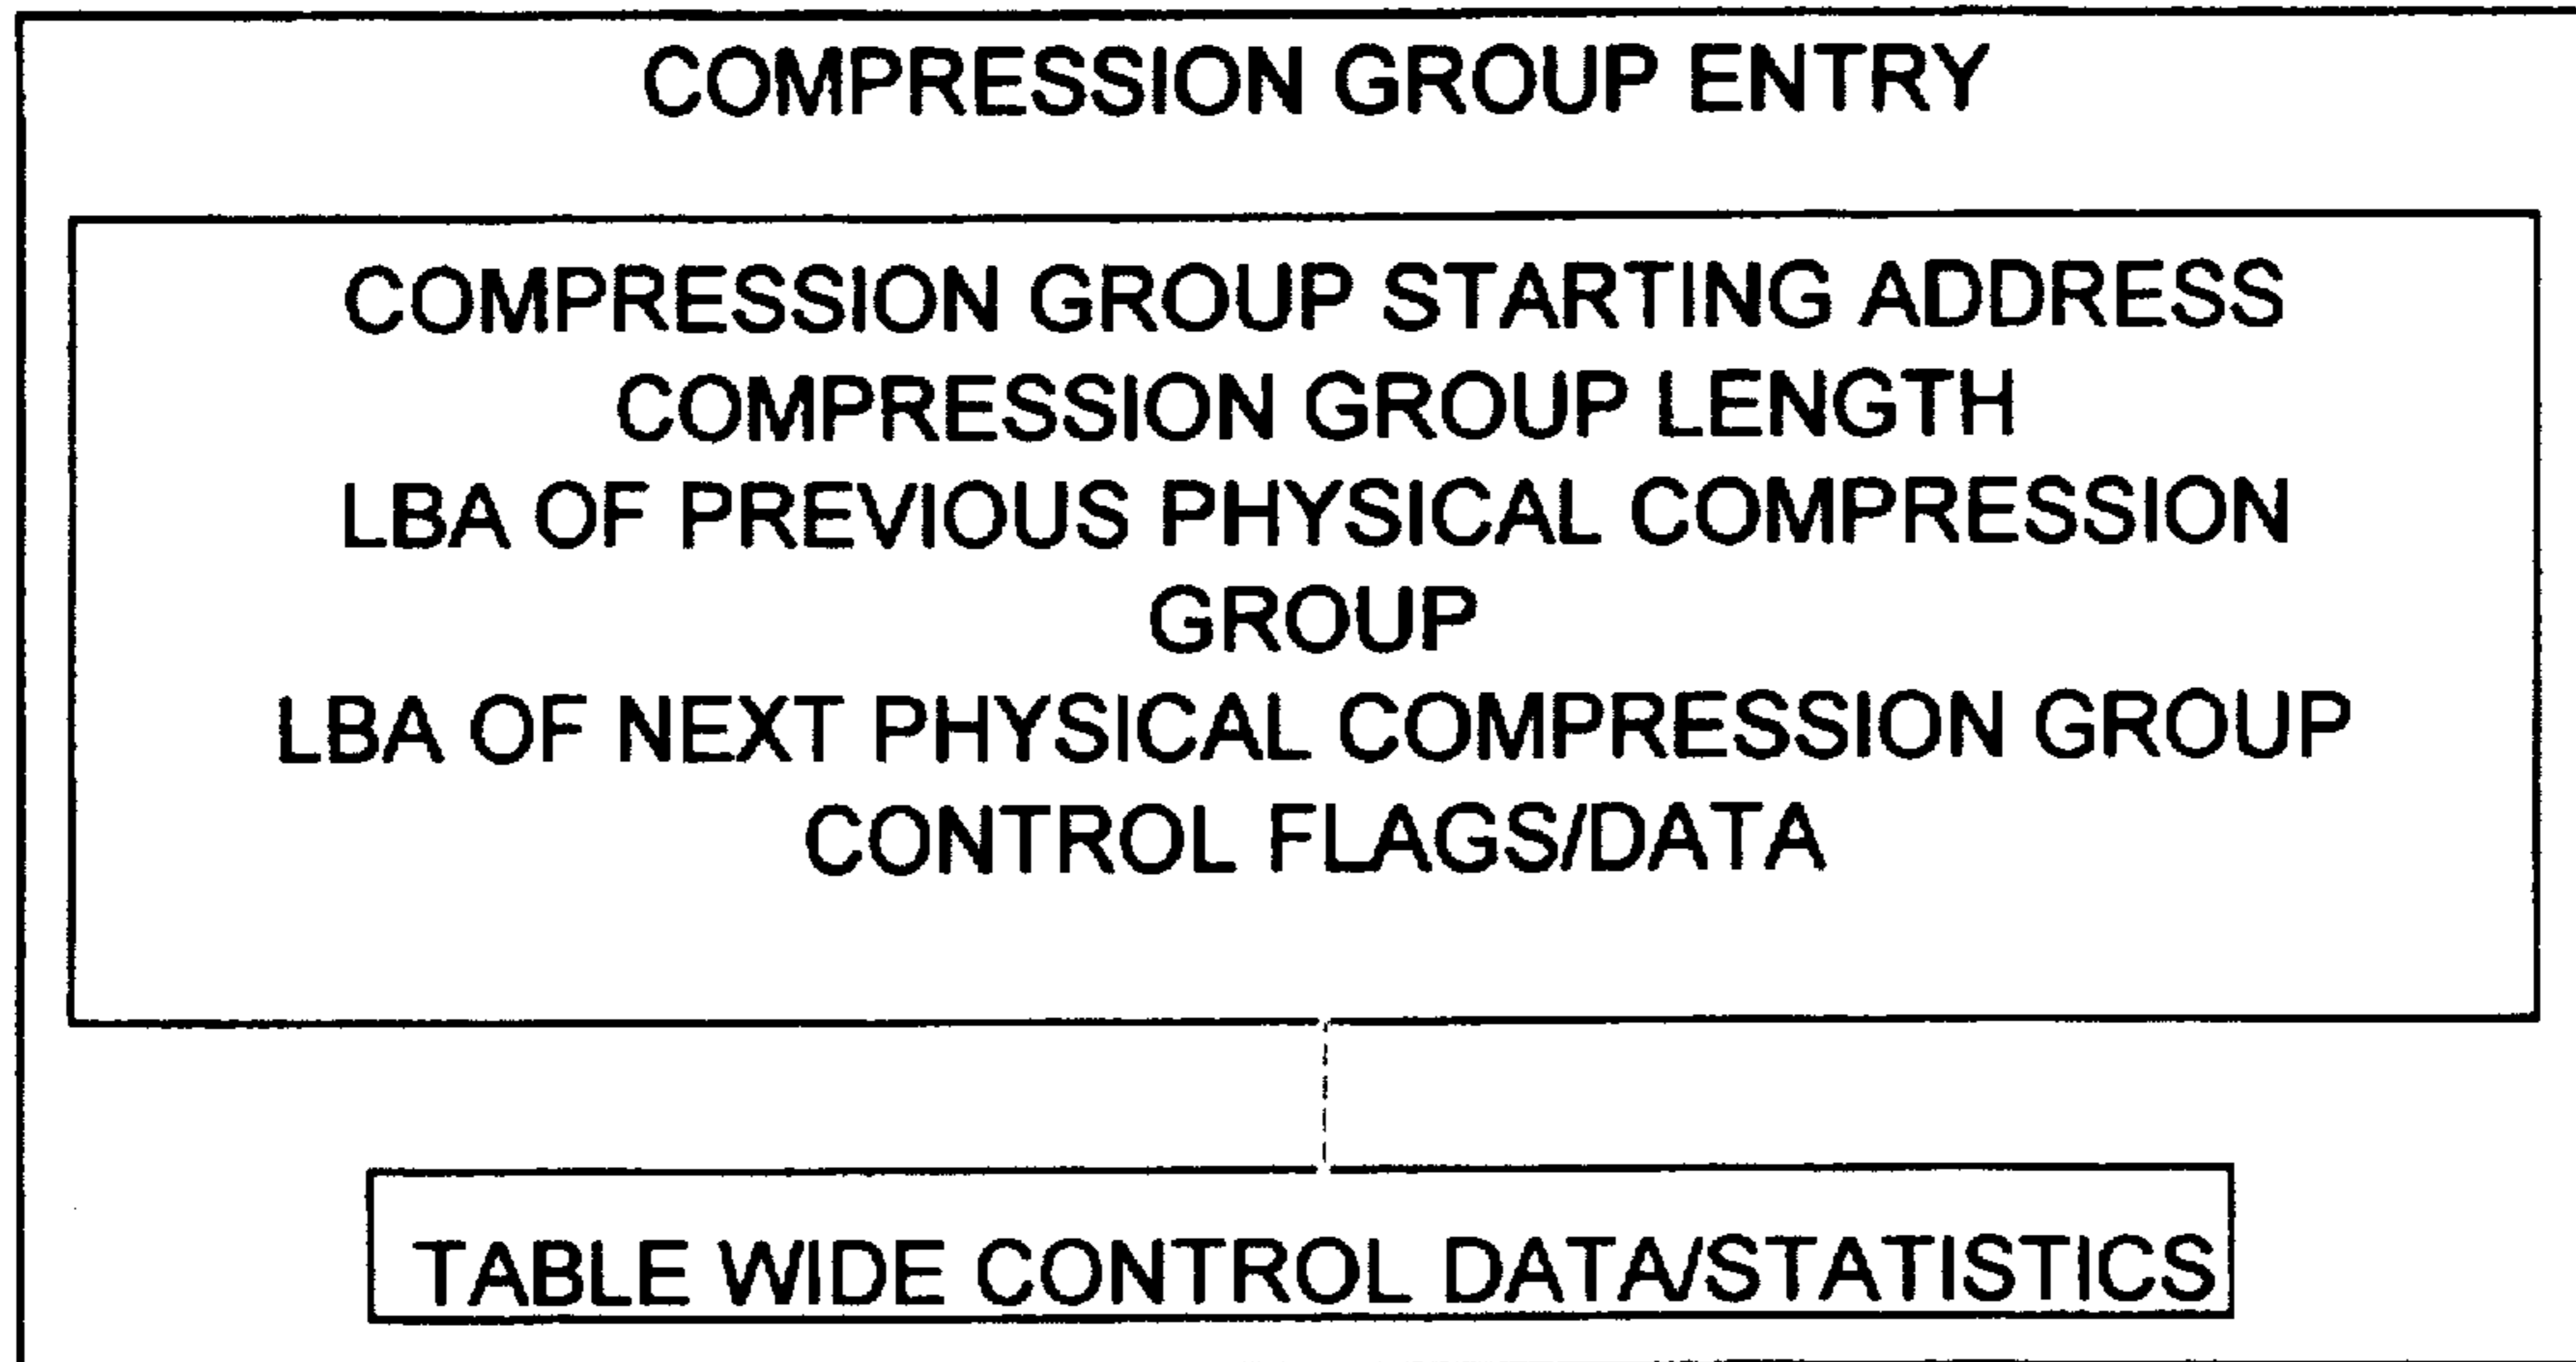 COMPRESSION GROUP ENTRY
COMPRESSION GROUP STARTING ADDRESS
COMPRESSION GROUP LENGTH
LBA OF PREVIOUS PHYSICAL COMPRESSION
GROUP
LBA OF NEXT PHYSICAL COMPRESSION GROUP
CONTROL FLAGS/DATA
TABLE WIDE CONTROL DATA/STATISTICS